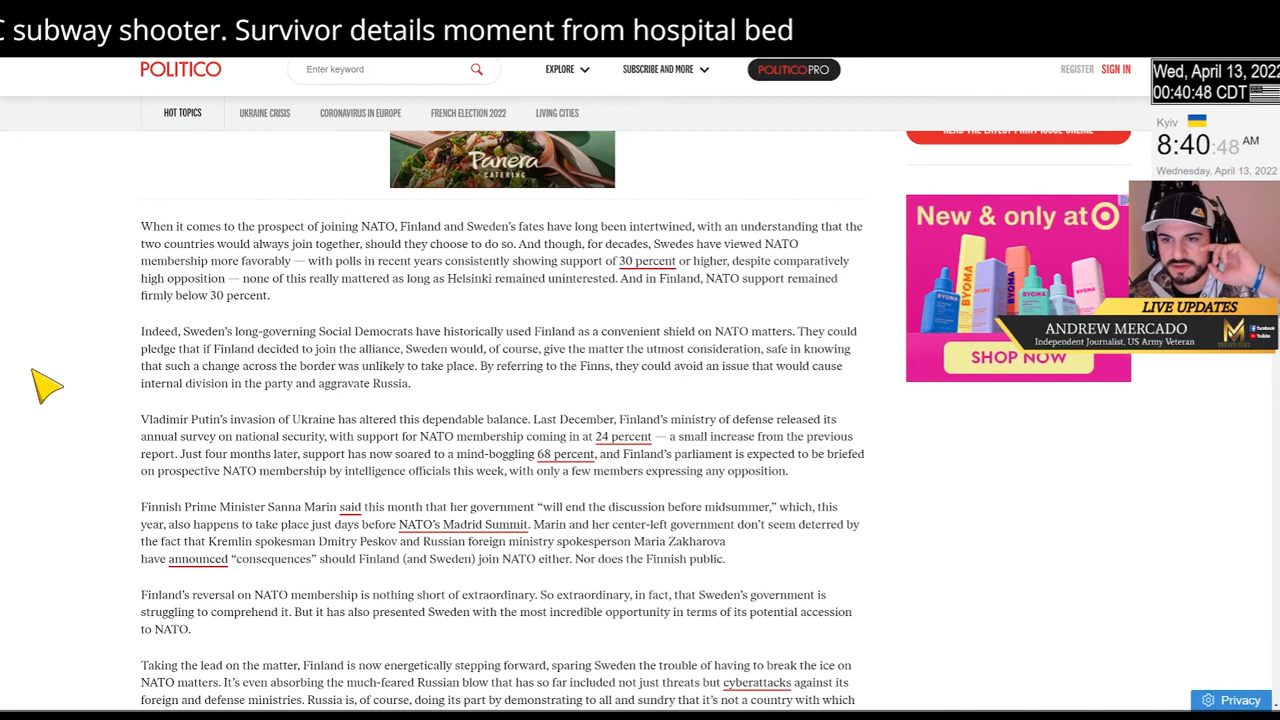 C subway shooter. Survivor details moment from hospital bed
POLITICO
Enter keyword
EXPLORE
SUBSCRIBE AND MORE
POLITICOPRO
REGISTER
SIGN IN
Wed, April 13, 2022
00:40:48 CDT
HOT TOPICS
UKRAINE CRISIS
CORONAVIRUS IN EUROPE
FRENCH ELECTION 2022
LIVING CITIES
Kyiv
8:40:48 AM
Wednesday, April 13, 2022
READ THE LATEST PRINT ISSUE ONLINE
Panera
CATERING
New & only at
BYOMA
BYOMA
BYOMA
SHOP NOW
LIVE UPDATES
ANDREW MERCADO
Independent Journalist, US Army Veteran
When it comes to the prospect of joining NATO, Finland and Sweden's fates have long been intertwined, with an understanding that the
two countries would always join together, should they choose to do so. And though, for decades, Swedes have viewed NATO
membership more favorably — with polls in recent years consistently showing support of 30 percent or higher, despite comparatively
high opposition — none of this really mattered as long as Helsinki remained uninterested. And in Finland, NATO support remained
firmly below 30 percent.
Indeed, Sweden's long-governing Social Democrats have historically used Finland as a convenient shield on NATO matters. They could
pledge that if Finland decided to join the alliance, Sweden would, of course, give the matter the utmost consideration, safe in knowing
that such a change across the border was unlikely to take place. By referring to the Finns, they could avoid an issue that would cause
internal division in the party and aggravate Russia.
Vladimir Putin's invasion of Ukraine has altered this dependable balance. Last December, Finland's ministry of defense released its
annual survey on national security, with support for NATO membership coming in at 24 percent — a small increase from the previous
report. Just four months later, support has now soared to a mind-boggling 68 percent, and Finland's parliament is expected to be briefed
on prospective NATO membership by intelligence officials this week, with only a few members expressing any opposition.
Finnish Prime Minister Sanna Marin said this month that her government “will end the discussion before midsummer,” which, this
year, also happens to take place just days before NATO's Madrid Summit. Marin and her center-left government don't seem deterred by
the fact that Kremlin spokesman Dmitry Peskov and Russian foreign ministry spokesperson Maria Zakharova
have announced “consequences” should Finland (and Sweden) join NATO either. Nor does the Finnish public.
Finland's reversal on NATO membership is nothing short of extraordinary. So extraordinary, in fact, that Sweden's government is
struggling to comprehend it. But it has also presented Sweden with the most incredible opportunity in terms of its potential accession
to NATO.
Taking the lead on the matter, Finland is now energetically stepping forward, sparing Sweden the trouble of having to break the ice on
NATO matters. It's even absorbing the much-feared Russian blow that has so far included not just threats but cyberattacks against its
foreign and defense ministries. Russia is, of course, doing its part by demonstrating to all and sundry that it's not a country with which
Privacy